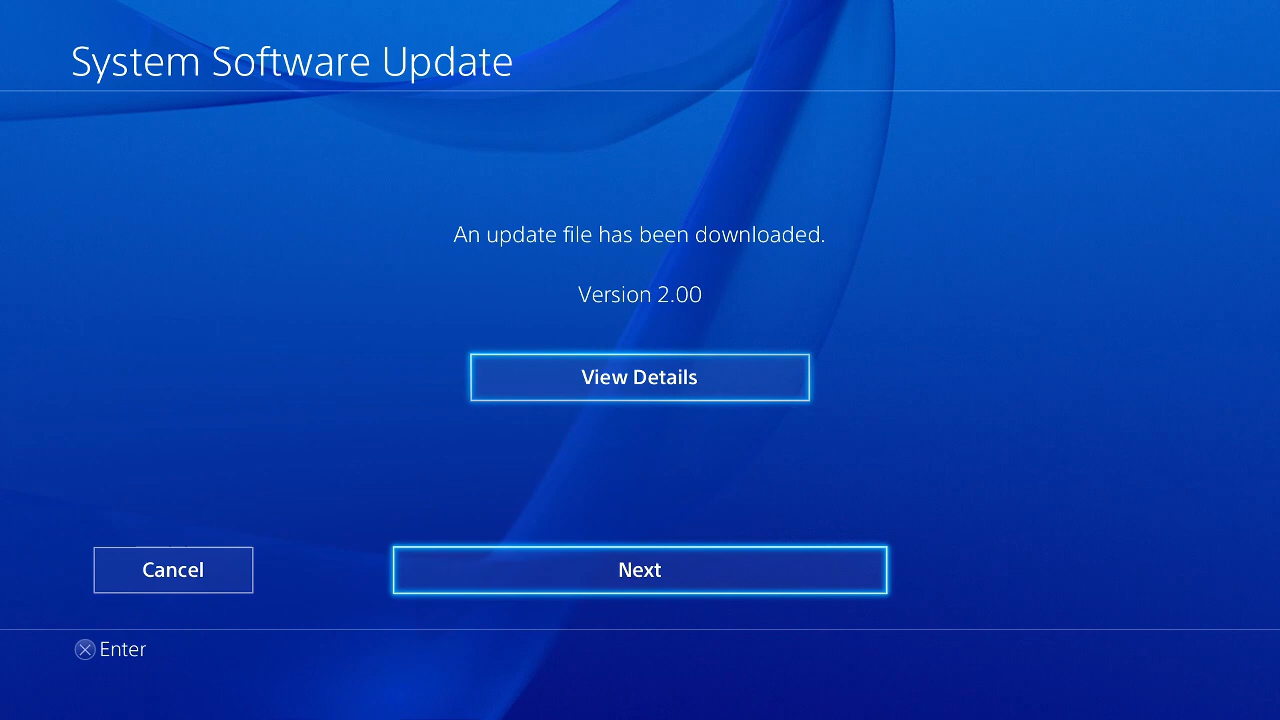 System Software Update
An update file has been downloaded.
Version 2.00
View Details
Cancel
Next
Enter